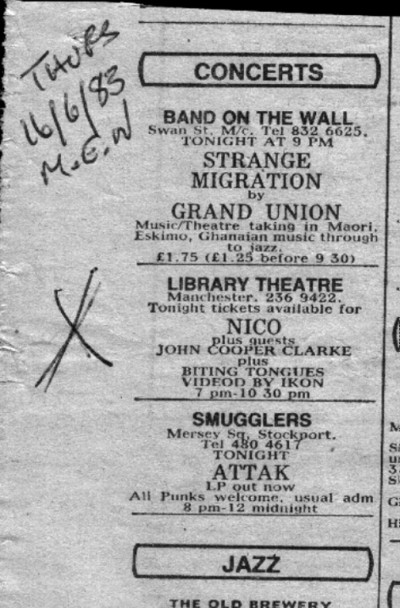 THURS
16/6/83
M.E.N
CONCERTS
BAND ON THE WALL
Swan St. M/c. Tel 832 6625.
TONIGHT AT 9 PM
STRANGE
MIGRATION
by
GRAND UNION
Music/Theatre taking in Maori,
Eskimo, Ghanaian music through
to jazz.
£1.75 (£1.25 before 9 30)
LIBRARY THEATRE
Manchester. 236 9422.
Tonight tickets available for
NICO
plus guests
JOHN COOPER CLARKE
plus
BITING TONGUES
VIDEOD BY IKON
7 pm-10 30 pm
SMUGGLERS
Mersey Sq. Stockport.
Tel 480 4617
TONIGHT
ATTAK
LP out now
All Punks welcome, usual adm
8 pm-12 midnight
JAZZ
THE OLD BREWERY